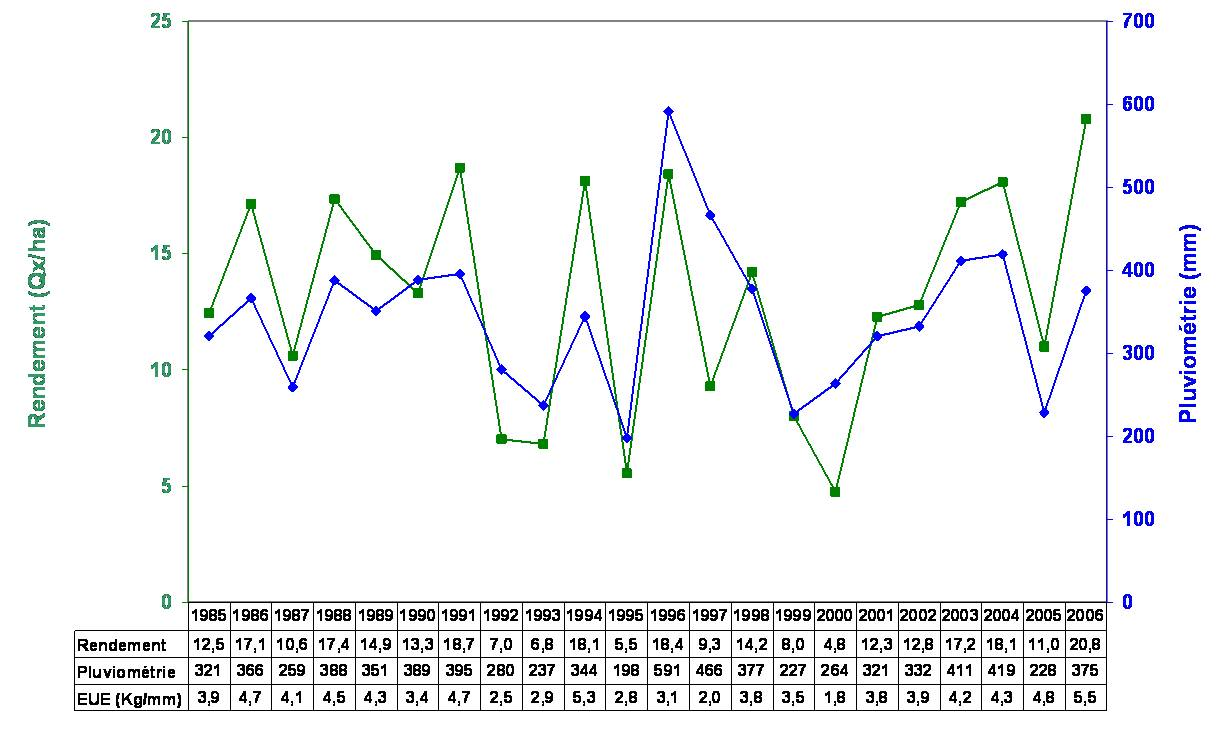 25
20
15
10
5
0
Rendement (Qx/ha)
700
600
500
400
300
200
100
0
Pluviométrie (mm)
1985 1986 1987 1988 1989 1990 1991 1992 1993 1994 1995 1996 1997 1998 1999 2000 2001 2002 2003 2004 2005 2006
Rendement 12,5 17,1 10,6 17,4 14,9 13,3 18,7 7,0 6,8 18,1 5,5 18,4 9,3 14,2 8,0 4,8 12,3 12,8 17,2 18,1 11,0 20,8
Pluviométrie 321 366 259 388 351 389 395 280 237 344 198 591 466 377 227 264 321 332 411 419 228 375
EUE (Kg/mm) 3,9 4,7 4,1 4,5 4,3 3,4 4,7 2,5 2,9 5,3 2,8 3,1 2,0 3,8 3,5 1,8 3,8 3,9 4,2 4,3 4,8 5,5